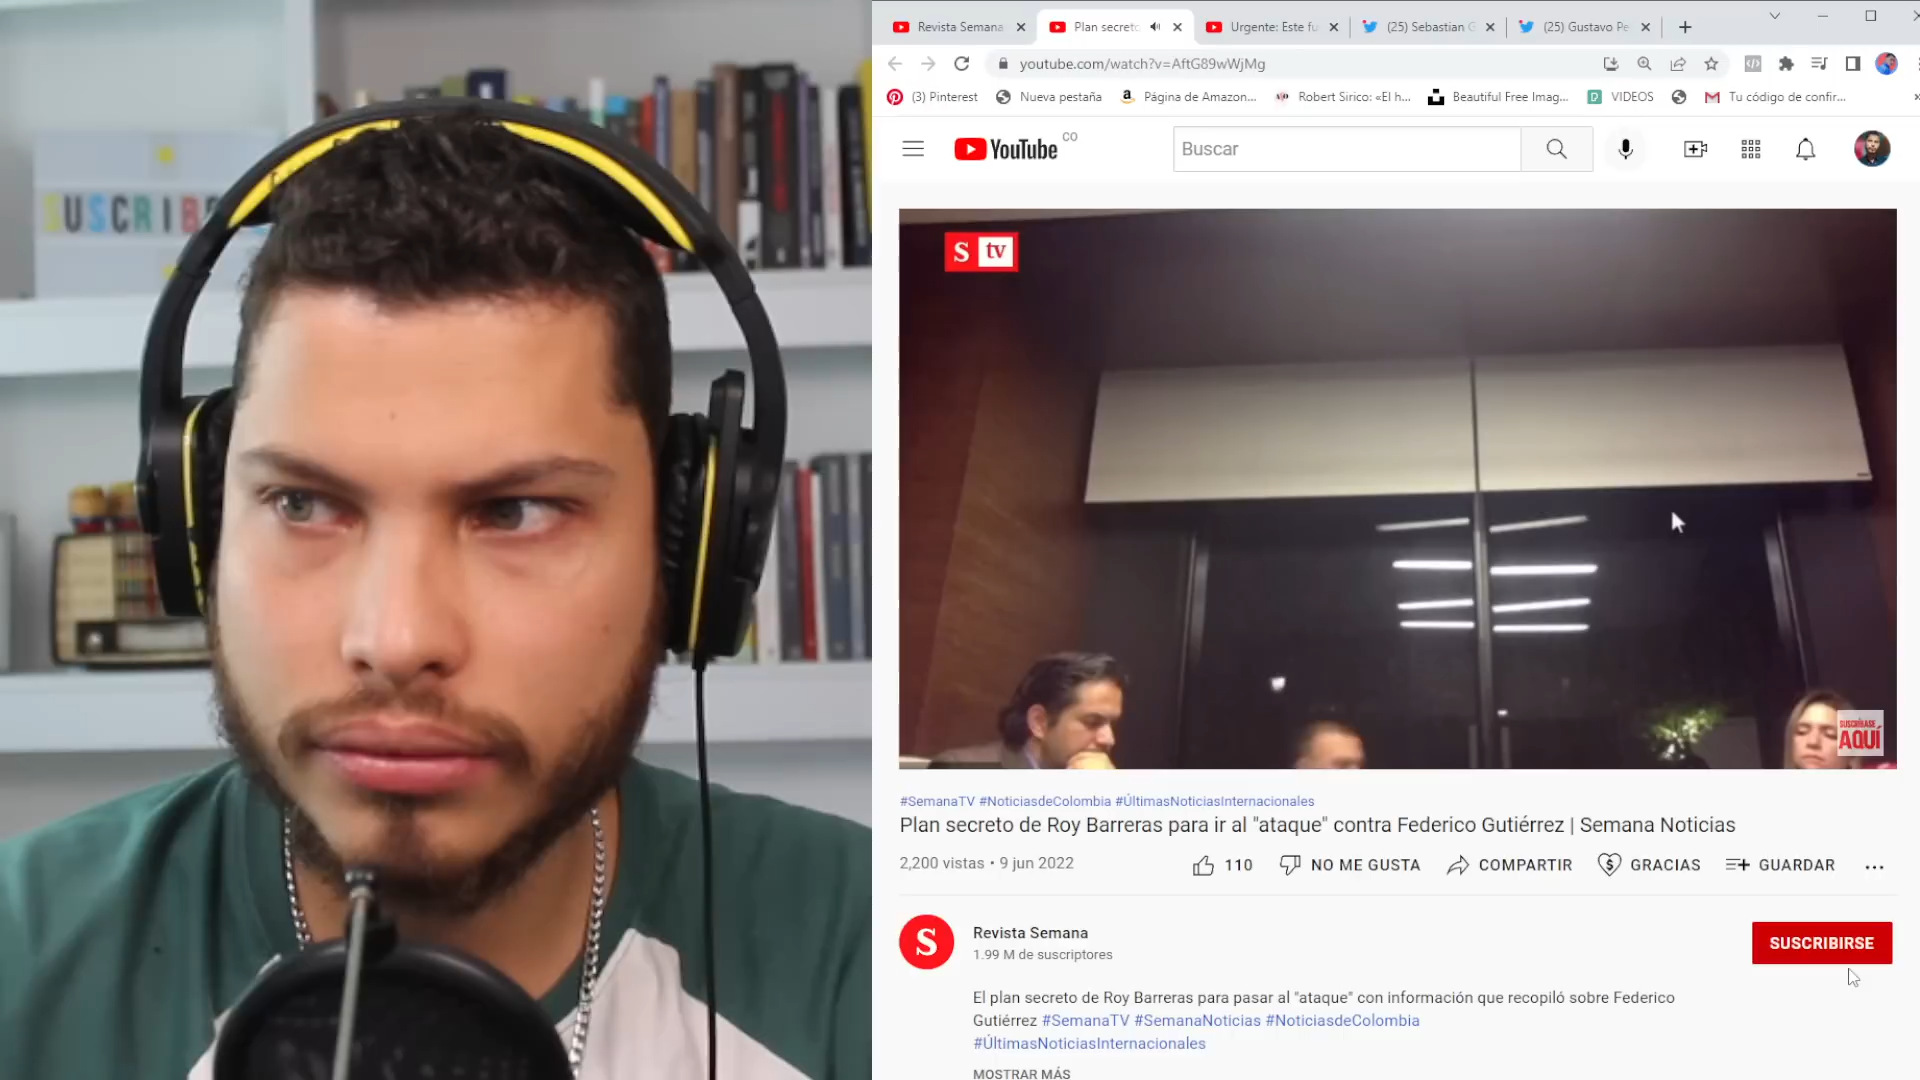 USCRIB
Revista Semana
Plan secreto
Urgente: Este fu
(25) Sebastian G
(25) Gustavo Pe
youtube.com/watch?v=AftG89wWjMg
(3) Pinterest
Nueva pestaña
Página de Amazon...
Robert Sirico: «El h...
Beautiful Free Imag...
VIDEOS
Tu código de confir...
YouTube CO
Buscar
S tv
SUSCRÍBASE
AQUÍ
#SemanaTV #NoticiasdeColombia #ÚltimasNoticiasInternacionales
Plan secreto de Roy Barreras para ir al "ataque" contra Federico Gutiérrez | Semana Noticias
2,200 vistas • 9 jun 2022
110
NO ME GUSTA
COMPARTIR
GRACIAS
GUARDAR
S
Revista Semana
1.99 M de suscriptores
SUSCRIBIRSE
El plan secreto de Roy Barreras para pasar al "ataque" con información que recopiló sobre Federico
Gutiérrez #SemanaTV #SemanaNoticias #NoticiasdeColombia
#ÚltimasNoticiasInternacionales
MOSTRAR MÁS